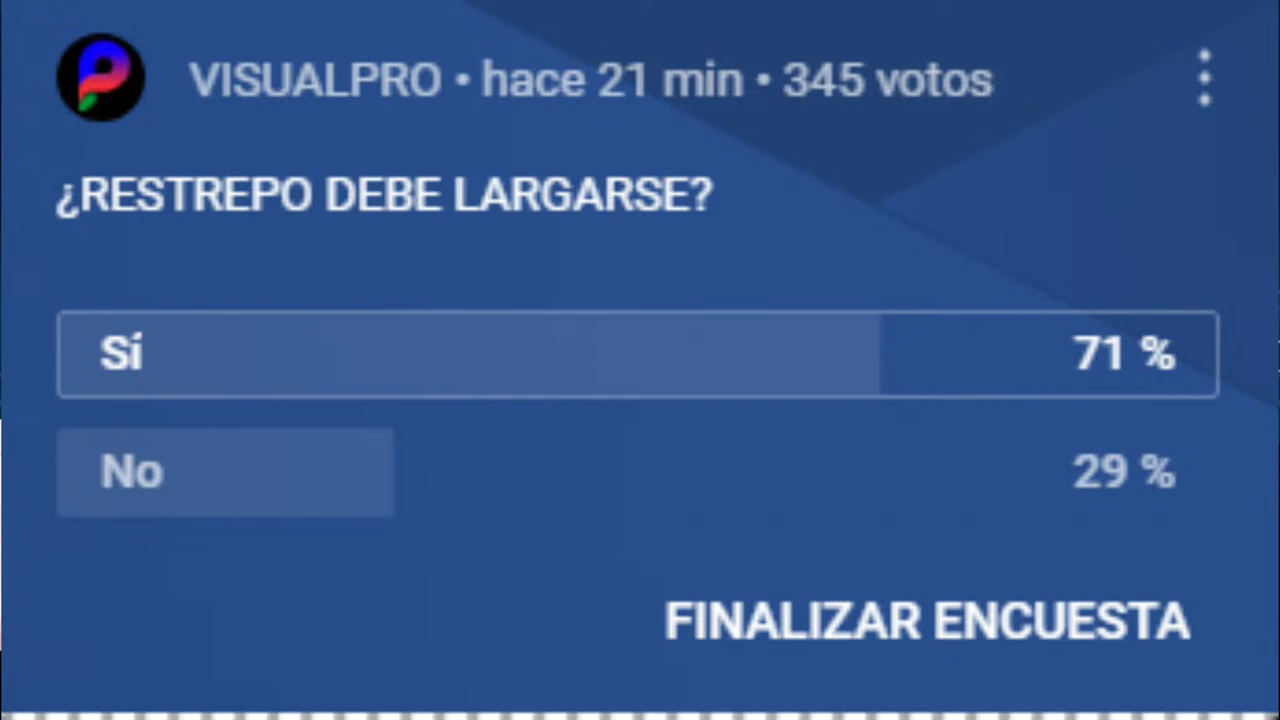 VISUALPRO • hace 21 min • 345 votos
¿RESTREPO DEBE LARGARSE?
Sí 71 %
No 29 %
FINALIZAR ENCUESTA